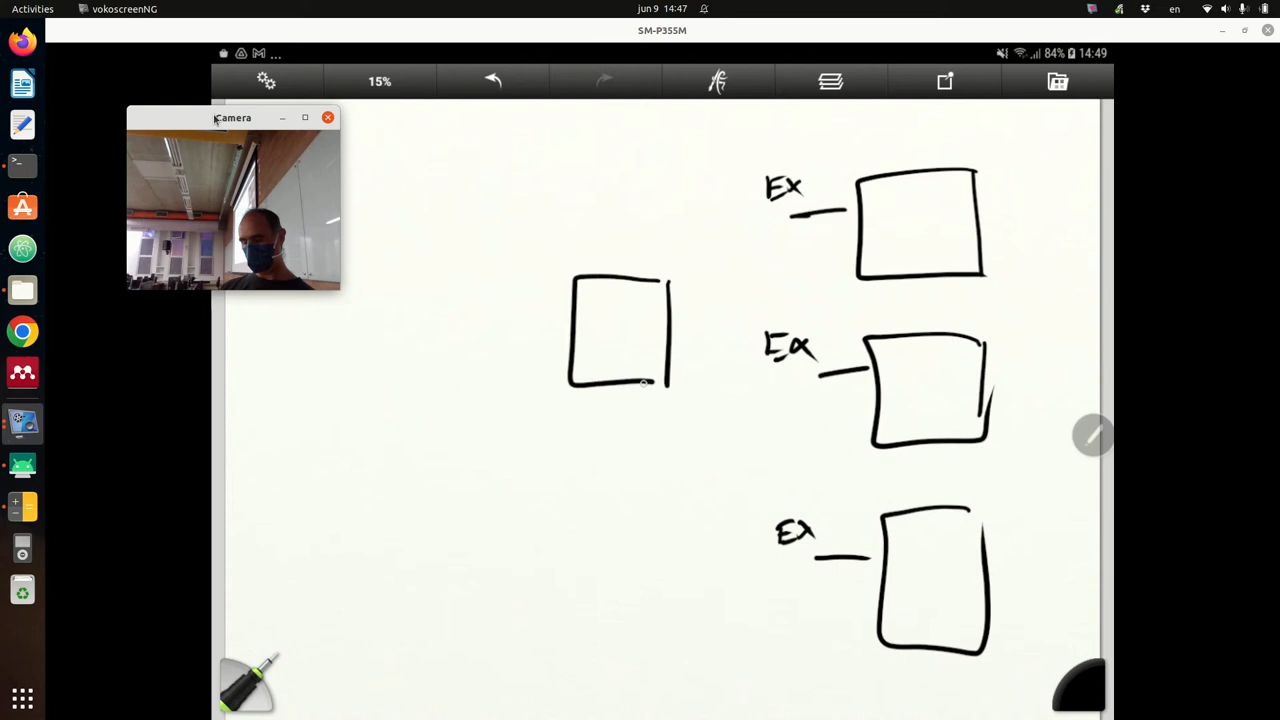 Activities vokoscreenNG jun 9 14:47 en
SM-P355M
... 84% 14:49
15%
Camera
Ex
Ex
Ex